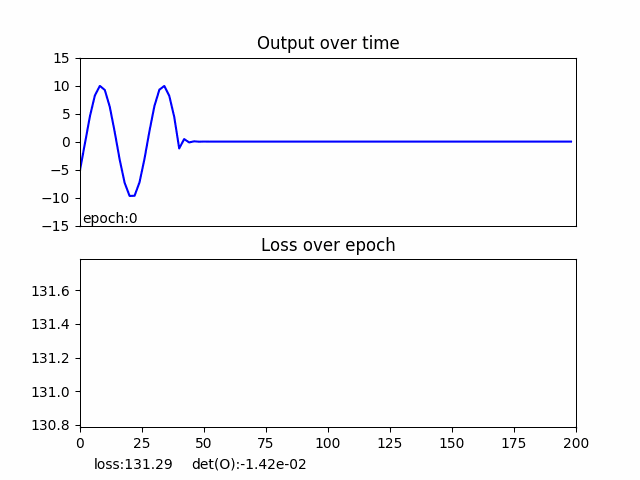 Output over time
15
10
5
0
−5
−10
−15
epoch:0
Loss over epoch
131.6
131.4
131.2
131.0
130.8
0 25 50 75 100 125 150 175 200
loss:131.29 det(O):-1.42e-02